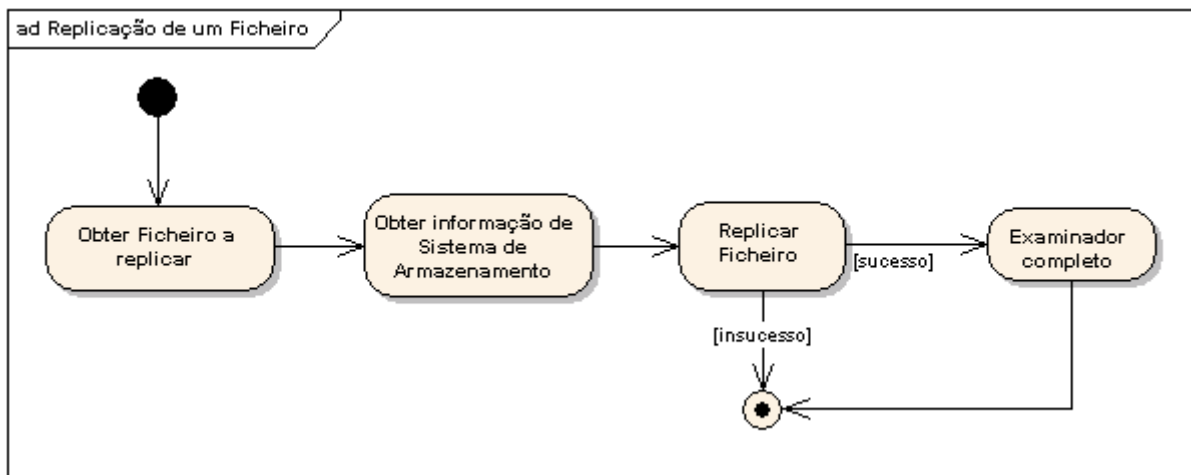 ad Replicação de um Ficheiro
Obter Ficheiro a
replicar
Obter informação de
Sistema de
Armazenamento
Replicar
Ficheiro
[sucesso]
Examinador
completo
[insucesso]